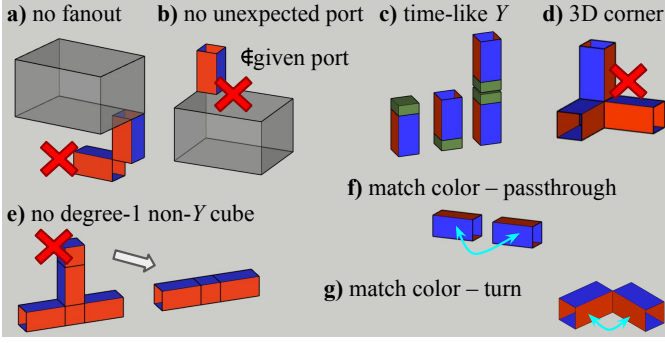 a) no fanout
b) no unexpected port
∉given port
c) time-like Y
d) 3D corner
e) no degree-1 non-Y cube
f) match color – passthrough
g) match color – turn